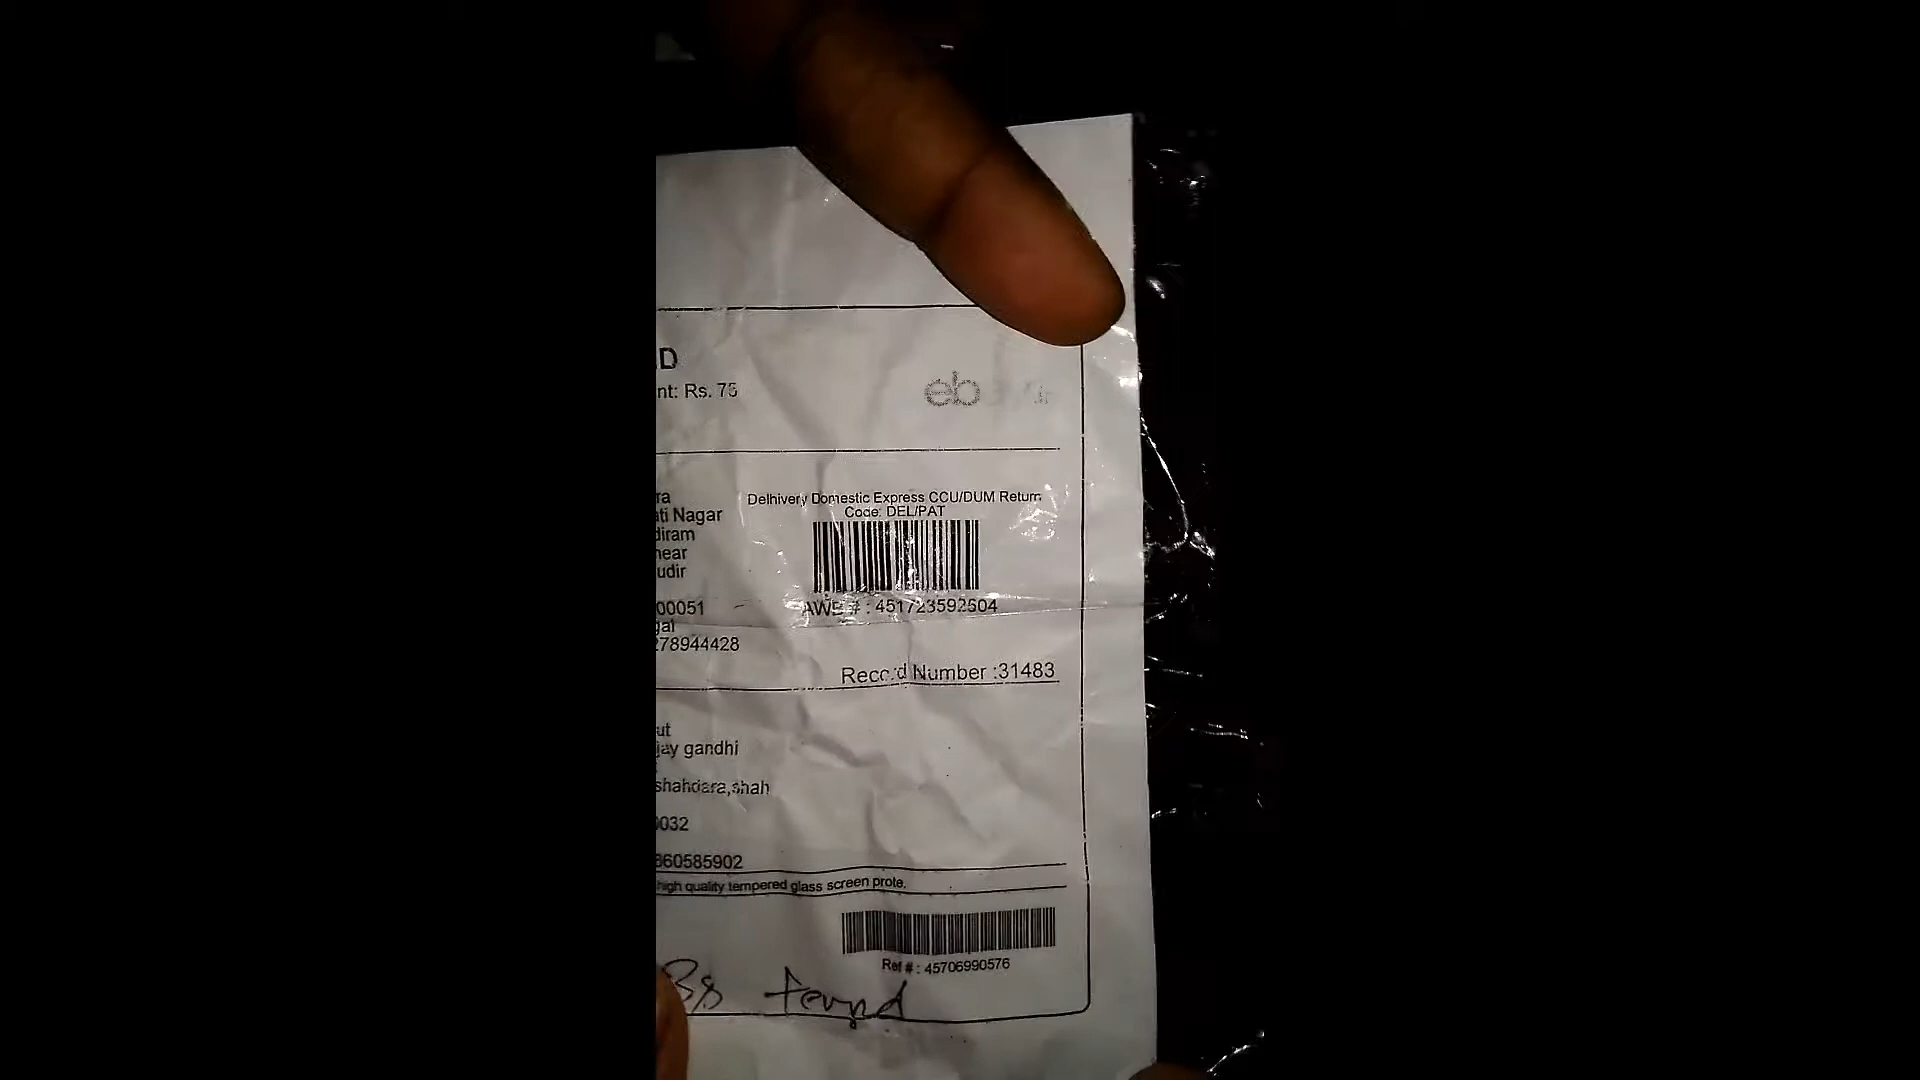 D
nt: Rs. 75
eb
Delhivery Domestic Express CCU/DUM Return
Code: DEL/PAT
ra
ati Nagar
diram
near
udir
00051
gal
278944428
AWB # : 451723592504
Record Number :31483
ut
jay gandhi
shahdara,shah
0032
860585902
high quality tempered glass screen prote.
Ref # : 45706990576
found